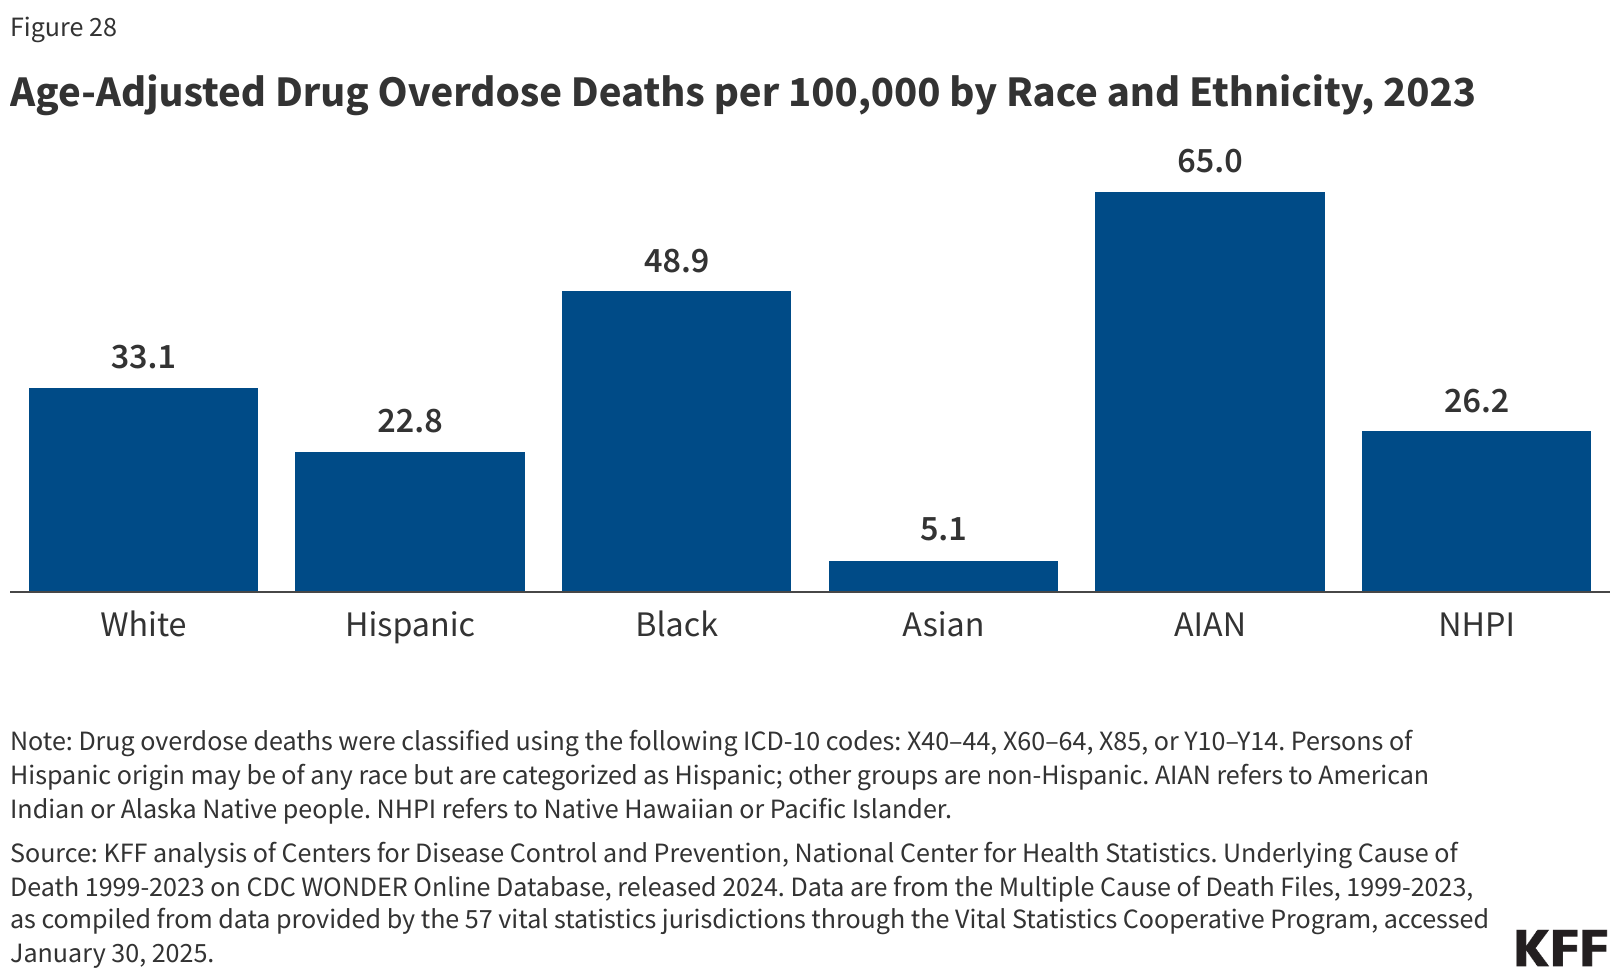 Figure 28
Age-Adjusted Drug Overdose Deaths per 100,000 by Race and Ethnicity, 2023
65.0
48.9
33.1
26.2
22.8
5.1
White Hispanic Black Asian AIAN NHPI
Note: Drug overdose deaths were classified using the following ICD-10 codes: X40–44, X60–64, X85, or Y10–Y14. Persons of
Hispanic origin may be of any race but are categorized as Hispanic; other groups are non-Hispanic. AIAN refers to American
Indian or Alaska Native people. NHPI refers to Native Hawaiian or Pacific Islander.
Source: KFF analysis of Centers for Disease Control and Prevention, National Center for Health Statistics. Underlying Cause of
Death 1999-2023 on CDC WONDER Online Database, released 2024. Data are from the Multiple Cause of Death Files, 1999-2023,
as compiled from data provided by the 57 vital statistics jurisdictions through the Vital Statistics Cooperative Program, accessed
January 30, 2025.
KFF